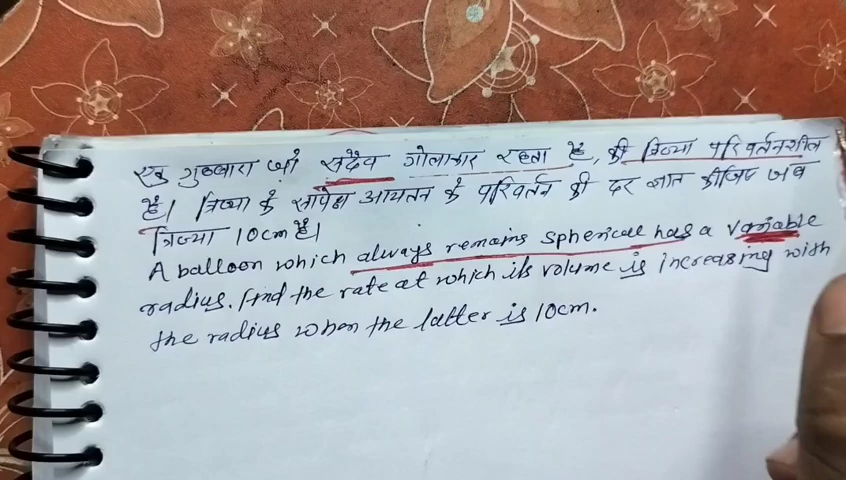 एक गुब्बारा जो सदैव गोलाकार रहता है, की त्रिज्या परिवर्तनशील
है। त्रिज्या के सापेक्ष आयतन के परिवर्तन की दर ज्ञात कीजिए जब
त्रिज्या 10cm है।
A balloon which always remains spherical has a variable
radius. Find the rate at which its volume is increasing with
the radius when the latter is 10cm.